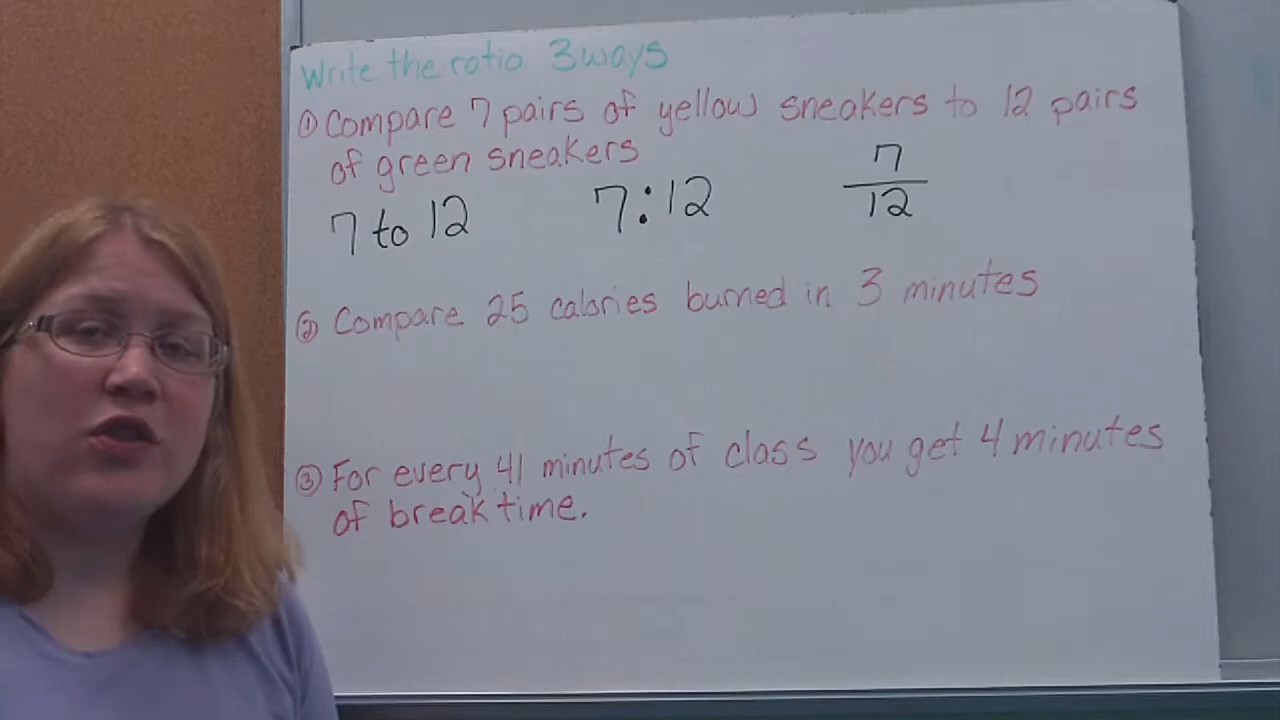 Write the ratio 3 ways
① Compare 7 pairs of yellow sneakers to 12 pairs
of green sneakers
7 to 12 7:12 7/12
② Compare 25 calories burned in 3 minutes
③ For every 41 minutes of class you get 4 minutes
of break time.